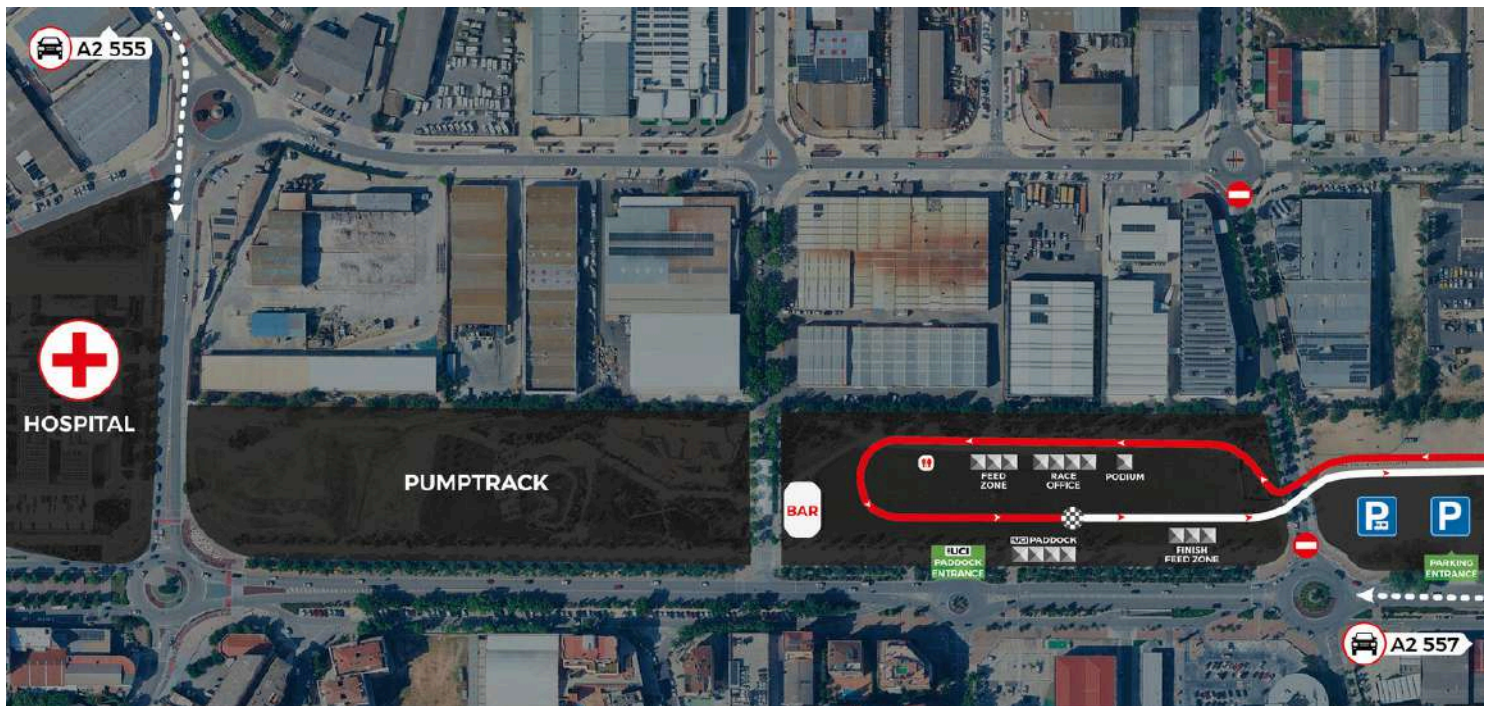 A2 555
HOSPITAL
PUMPTRACK
BAR
FEED
ZONE
RACE
OFFICE
PODIUM
UCI PADDOCK
UCI
PADDOCK
ENTRANCE
FINISH
FEED ZONE
P
P
PARKING
ENTRANCE
A2 557